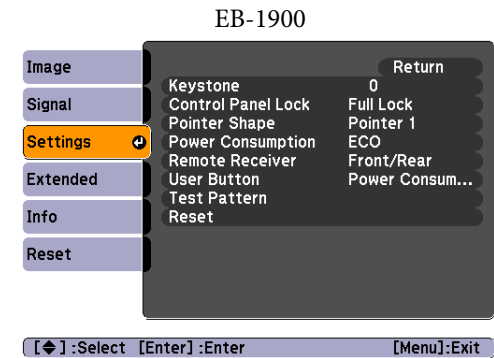 EB-1900
Image
Signal
Settings
Extended
Info
Reset
Return
Keystone 0
Control Panel Lock Full Lock
Pointer Shape Pointer 1
Power Consumption ECO
Remote Receiver Front/Rear
User Button Power Consum...
Test Pattern
Reset
[◆] :Select [Enter] :Enter [Menu]:Exit